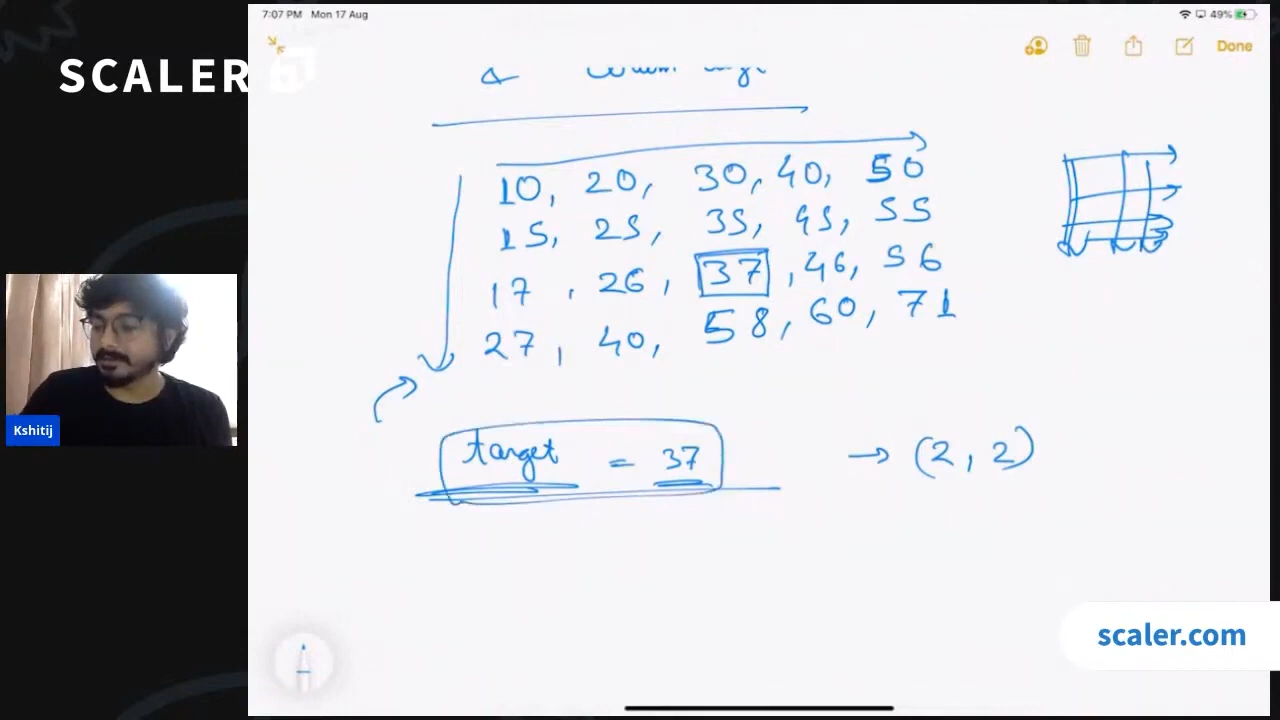 7:07 PM Mon 17 Aug
49%
Done
SCALER
10, 20, 30, 40, 50
15, 25, 35, 45, 55
17, 26, 37, 46, 56
27, 40, 58, 60, 71
Kshitij
target = 37 → (2, 2)
scaler.com